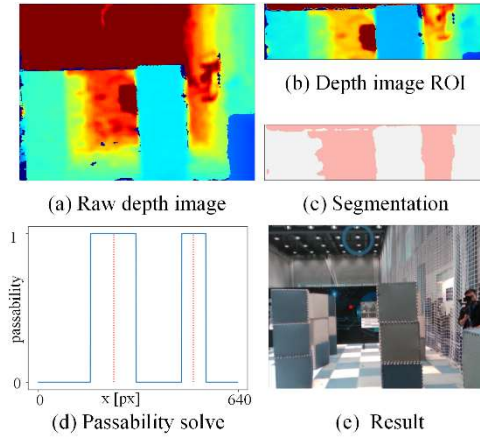 (b) Depth image ROI
(a) Raw depth image
(c) Segmentation
1
passability
0
0
x [px]
640
(d) Passability solve
(e) Result